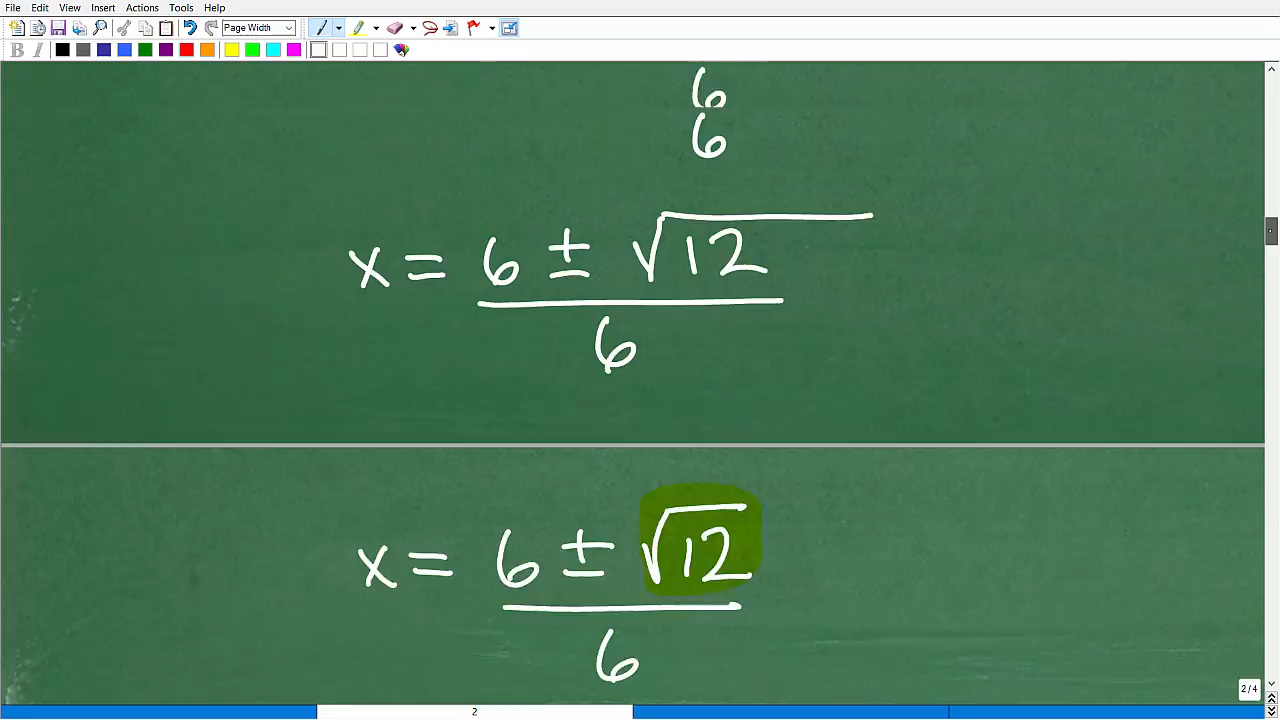 File Edit View Insert Actions Tools Help
Page Width
B I
6
6
x = 6 ± √12
6
x = 6 ± √12
6
2 / 4
2